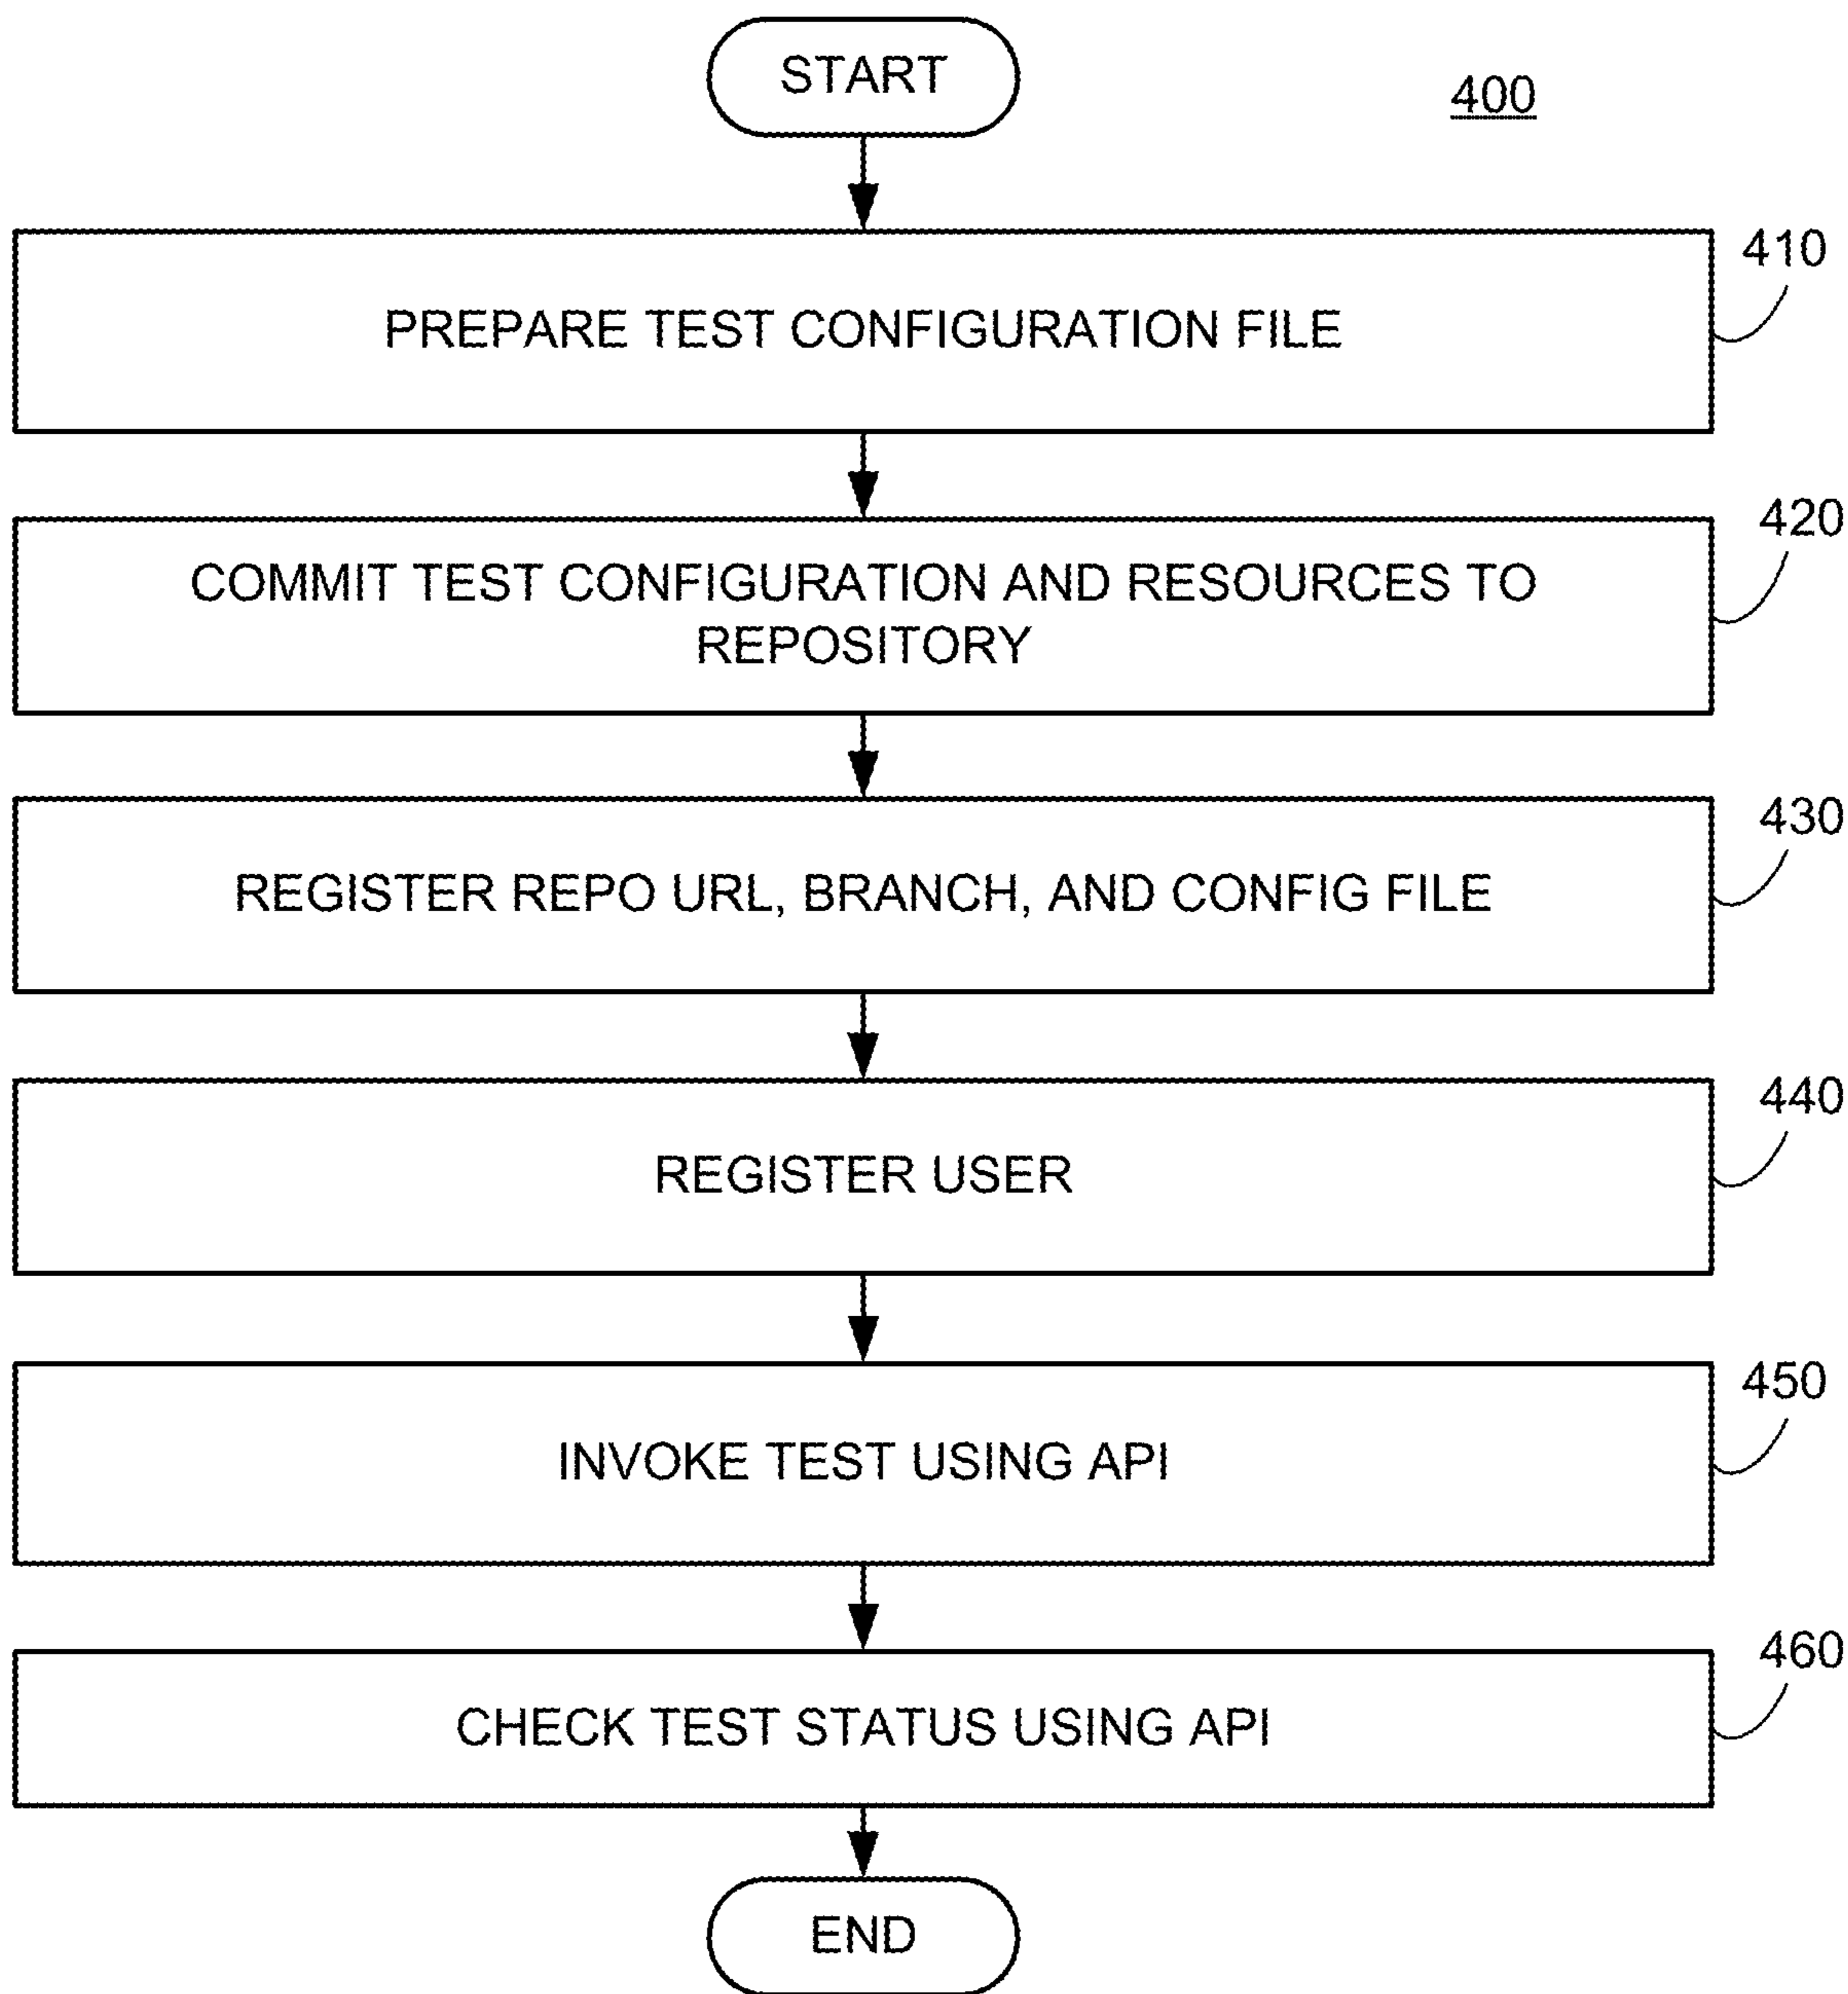 START
400
410
PREPARE TEST CONFIGURATION FILE
420
COMMIT TEST CONFIGURATION AND RESOURCES TO
REPOSITORY
430
REGISTER REPO URL, BRANCH, AND CONFIG FILE
440
REGISTER USER
450
INVOKE TEST USING API
460
CHECK TEST STATUS USING API
END